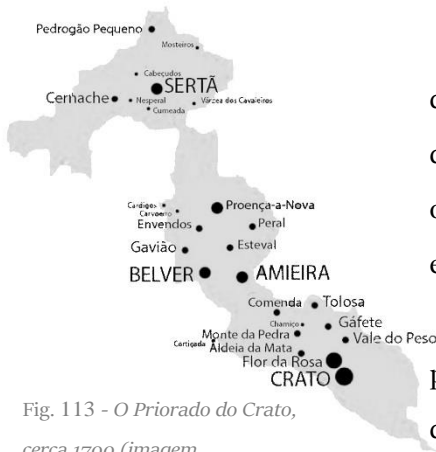 Pedrogão Pequeno
Mosteiros
Cabeçudos
SERTÃ
Cernache
Nesperal
Várzea dos Cavaleiros
Cumeada
Cardigos
Carvoeiro
Proença-a-Nova
Envendos
Peral
Gavião
Esteval
BELVER
AMIEIRA
Comenda
Tolosa
Chamiço
Gáfete
Monte da Pedra
Cortiçada
Vale do Peso
Aldeia da Mata
Flor da Rosa
CRATO
Fig. 113 - O Priorado do Crato,
cerca 1700 (imagem